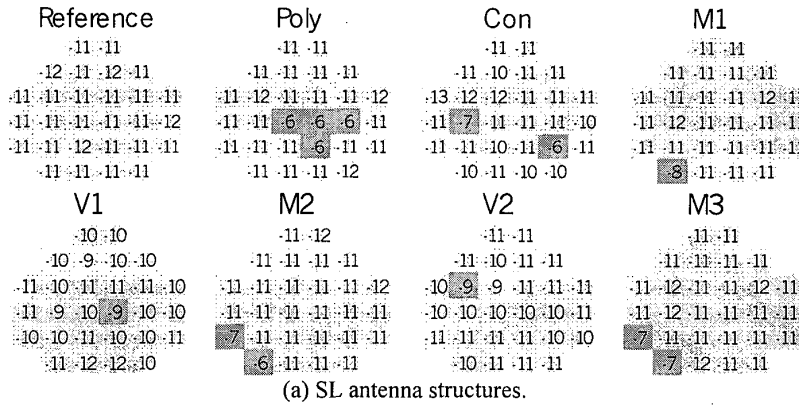 Reference Poly Con M1
-11 -11 -11 -11 -11 -11 -11 -11
-12 -11 -12 -11 -11 -11 -11 -11 -11 -10 -11 -11 -11 -11 -11 -11
-11 -11 -11 -11 -11 -11 -11 -11 -12 -11 -11 -11 -12 -13 -12 -12 -11 -11 -11 -11 -11 -11 -11 -12 -11
-11 -11 -11 -11 -11 -12 -11 -11 -6 -6 -6 -11 -11 -7 -11 -11 -11 -10 -11 -12 -11 -11 -11 -11
-11 -11 -12 -11 -11 -11 -11 -11 -11 -6 -11 -11 -11 -11 -10 -11 -6 -11 -11 -11 -11 -11 -11 -11
-11 -11 -11 -11 -11 -11 -11 -12 -10 -11 -10 -10 -8 -11 -11 -11
V1 M2 V2 M3
-10 -10 -11 -12 -11 -11 -11 -11
-10 -9 -10 -10 -11 -11 -11 -11 -11 -10 -11 -11 -11 -11 -11 -11
-11 -10 -11 -11 -11 -10 -11 -11 -11 -11 -11 -12 -10 -9 -9 -11 -11 -11 -11 -12 -11 -11 -12 -11
-11 -9 -10 -9 -10 -10 -11 -11 -11 -11 -11 -11 -10 -10 -10 -11 -11 -11 -11 -12 -11 -11 -11 -11
-10 -10 -11 -10 -10 -11 -7 -11 -11 -11 -11 -11 -11 -11 -11 -11 -10 -10 -7 -11 -11 -11 -11 -11
-11 -12 -12 -10 -6 -11 -11 -11 -10 -11 -11 -11 -7 -12 -11 -11
(a) SL antenna structures.